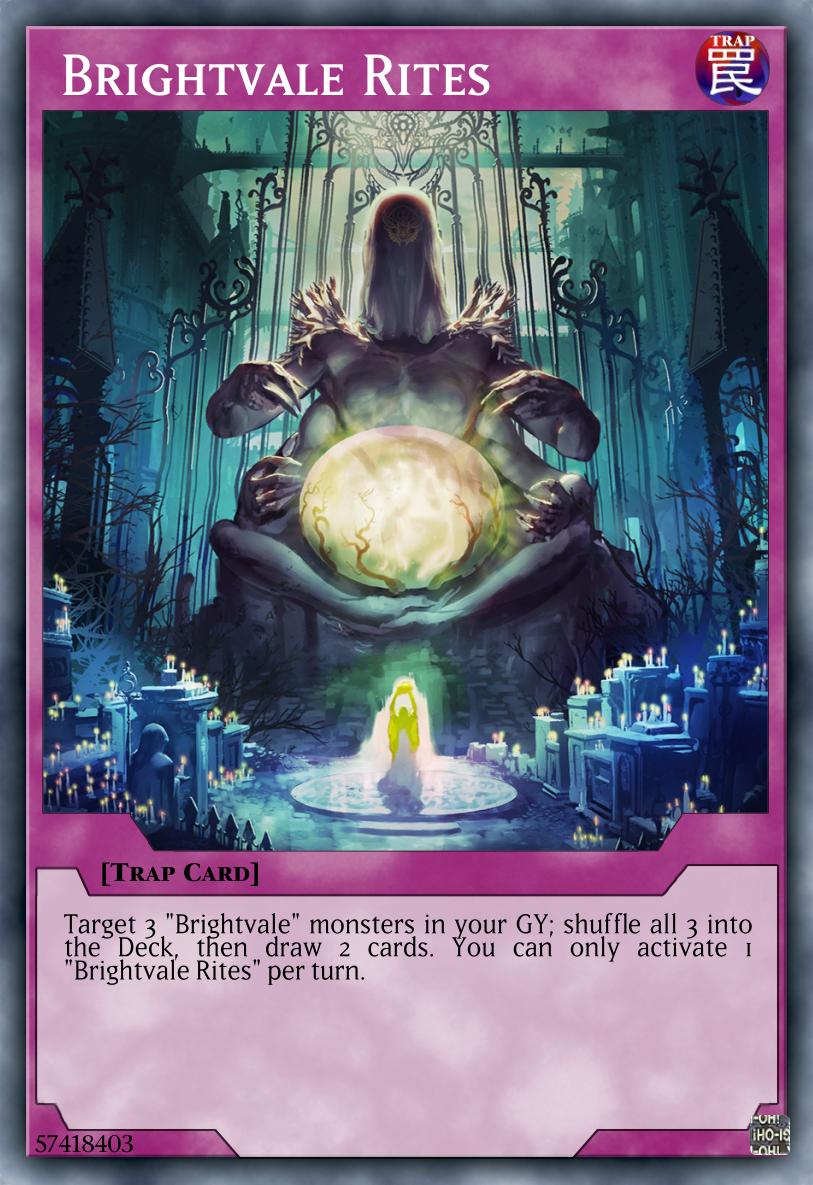 Brightvale Rites
TRAP
罠
[Trap Card]
Target 3 "Brightvale" monsters in your GY; shuffle all 3 into
the Deck, then draw 2 cards. You can only activate 1
"Brightvale Rites" per turn.
57418403